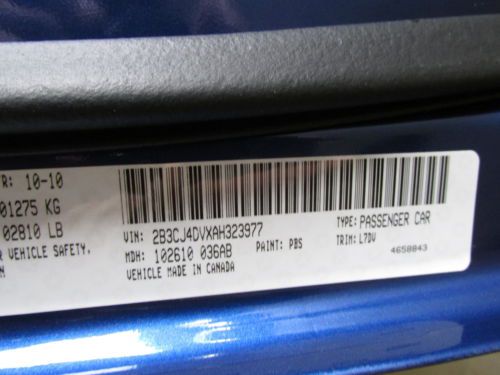 R: 10-10
01275 KG
02810 LB
R VEHICLE SAFETY,
N
VIN: 2B3CJ4DVXAH323977
TYPE: PASSENGER CAR
MDH: 102610 036AB
PAINT: PBS
TRIM: L7DV
VEHICLE MADE IN CANADA
4658843